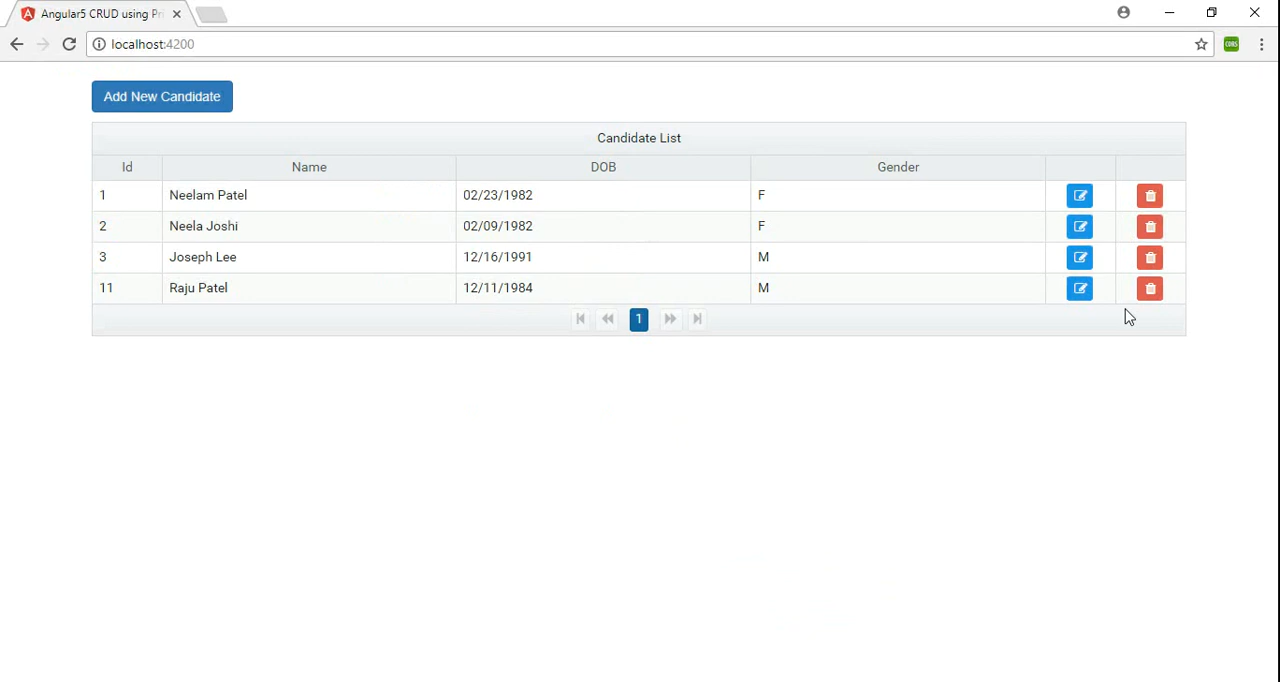 Angular5 CRUD using Pri
localhost:4200
CORS
Add New Candidate
Candidate List
Id Name DOB Gender
1 Neelam Patel 02/23/1982 F
2 Neela Joshi 02/09/1982 F
3 Joseph Lee 12/16/1991 M
11 Raju Patel 12/11/1984 M
1